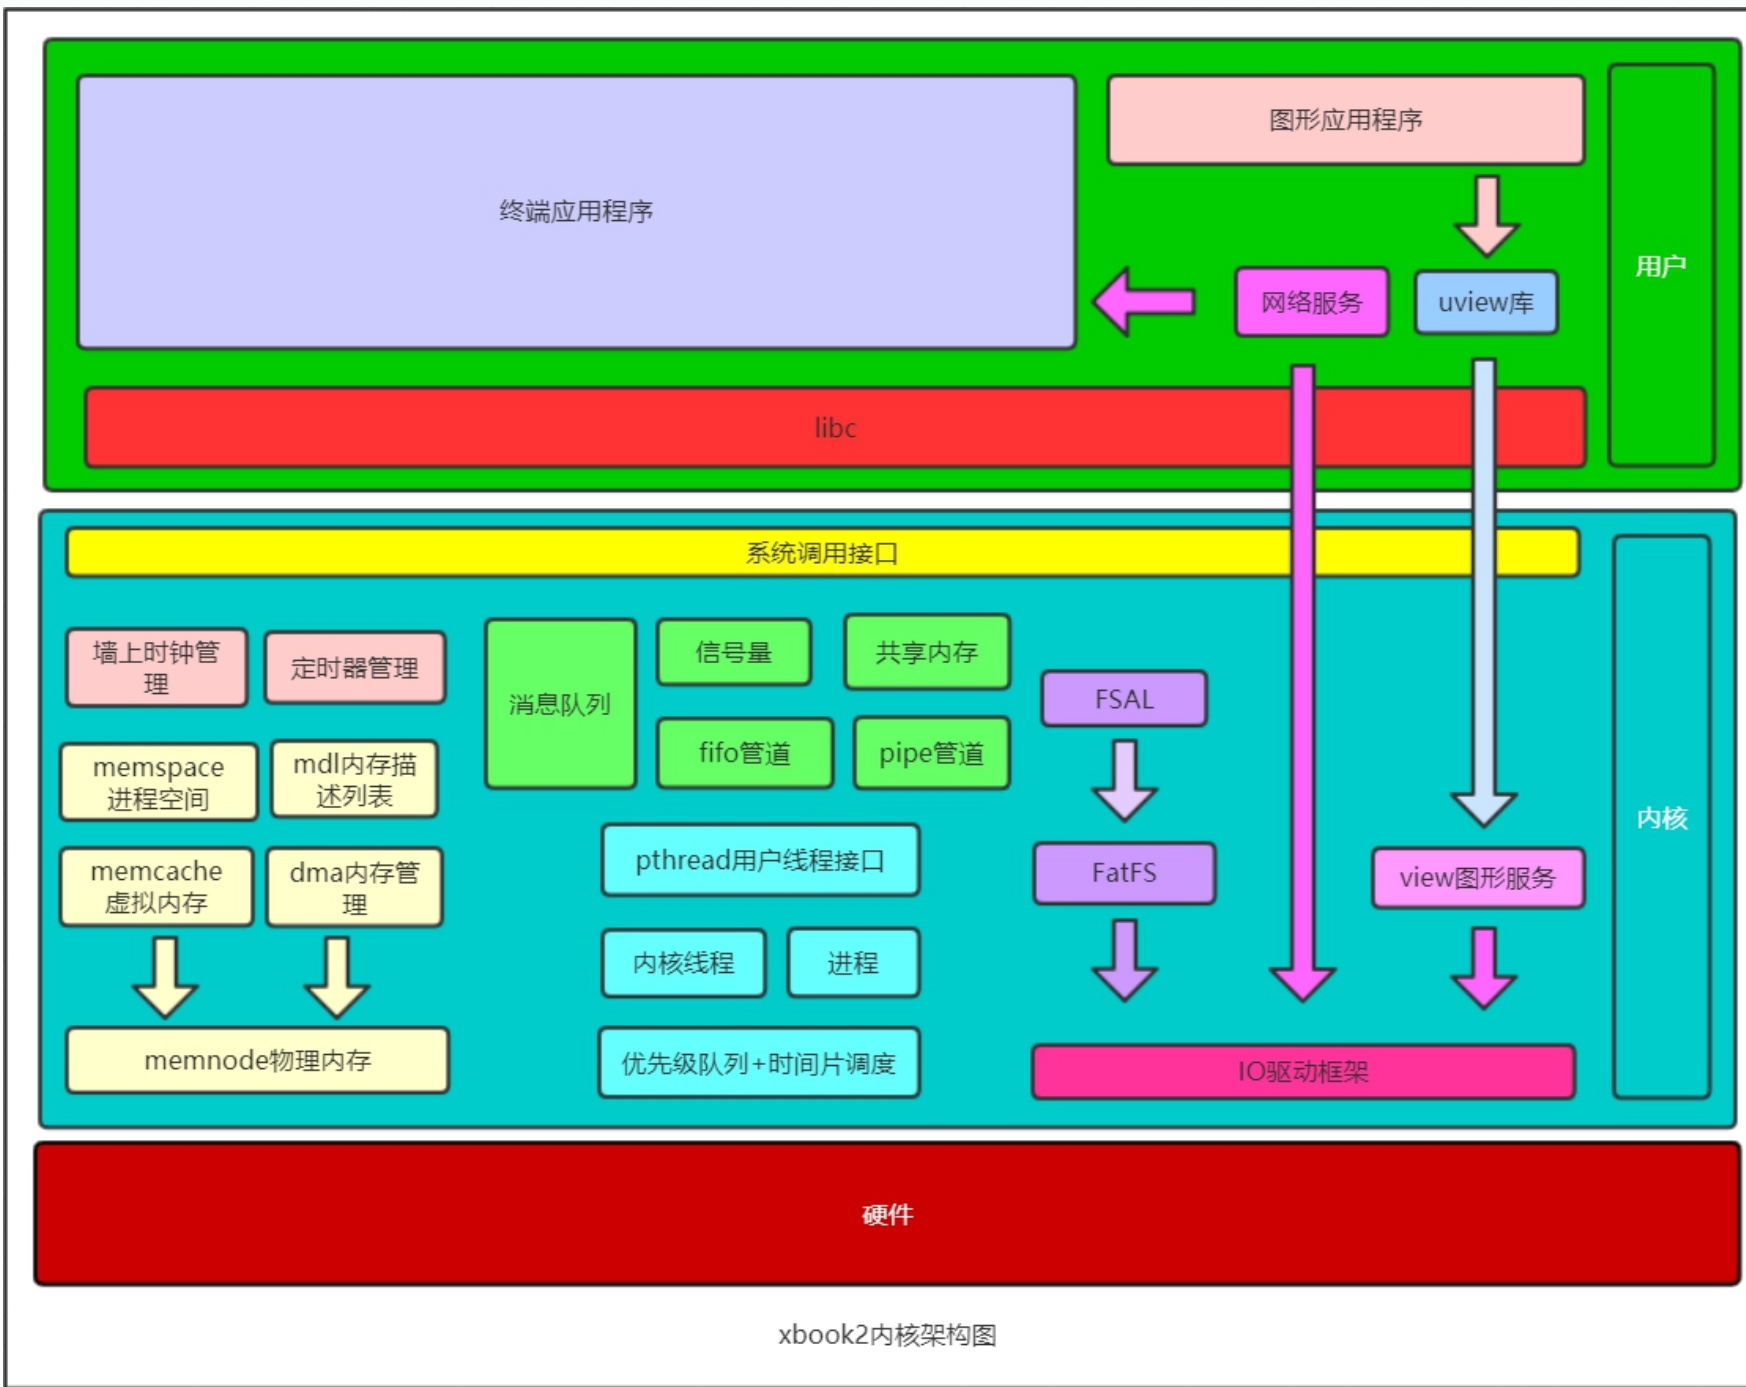 终端应用程序
图形应用程序
网络服务
uview库
用户
libc
系统调用接口
墙上时钟管
理
定时器管理
memspace
进程空间
mdl内存描
述列表
memcache
虚拟内存
dma内存管
理
memnode物理内存
消息队列
信号量
共享内存
fifo管道
pipe管道
pthread用户线程接口
内核线程
进程
优先级队列+时间片调度
FSAL
FatFS
view图形服务
IO驱动框架
内核
硬件
xbook2内核架构图